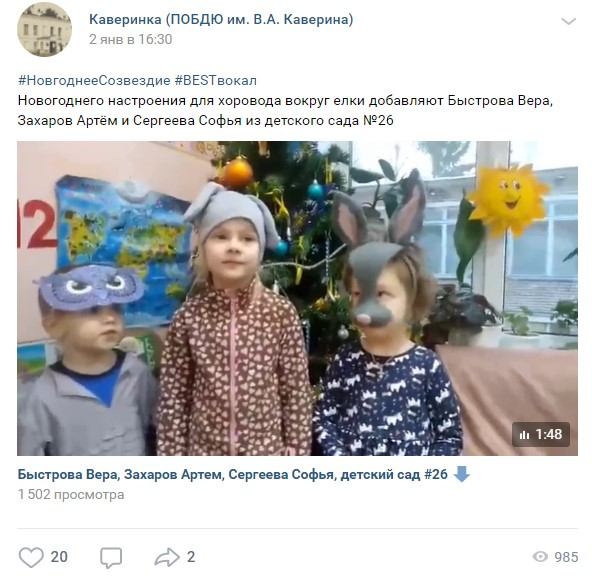 Каверинка (ПОБДЮ им. В.А. Каверина)
2 янв в 16:30
#НовгоднееСозвездие #BESTвокал
Новогоднего настроения для хоровода вокруг елки добавляют Быстрова Вера,
Захаров Артём и Сергеева Софья из детского сада №26
12
1:48
Быстрова Вера, Захаров Артем, Сергеева Софья, детский сад #26
1 502 просмотра
20
2
985